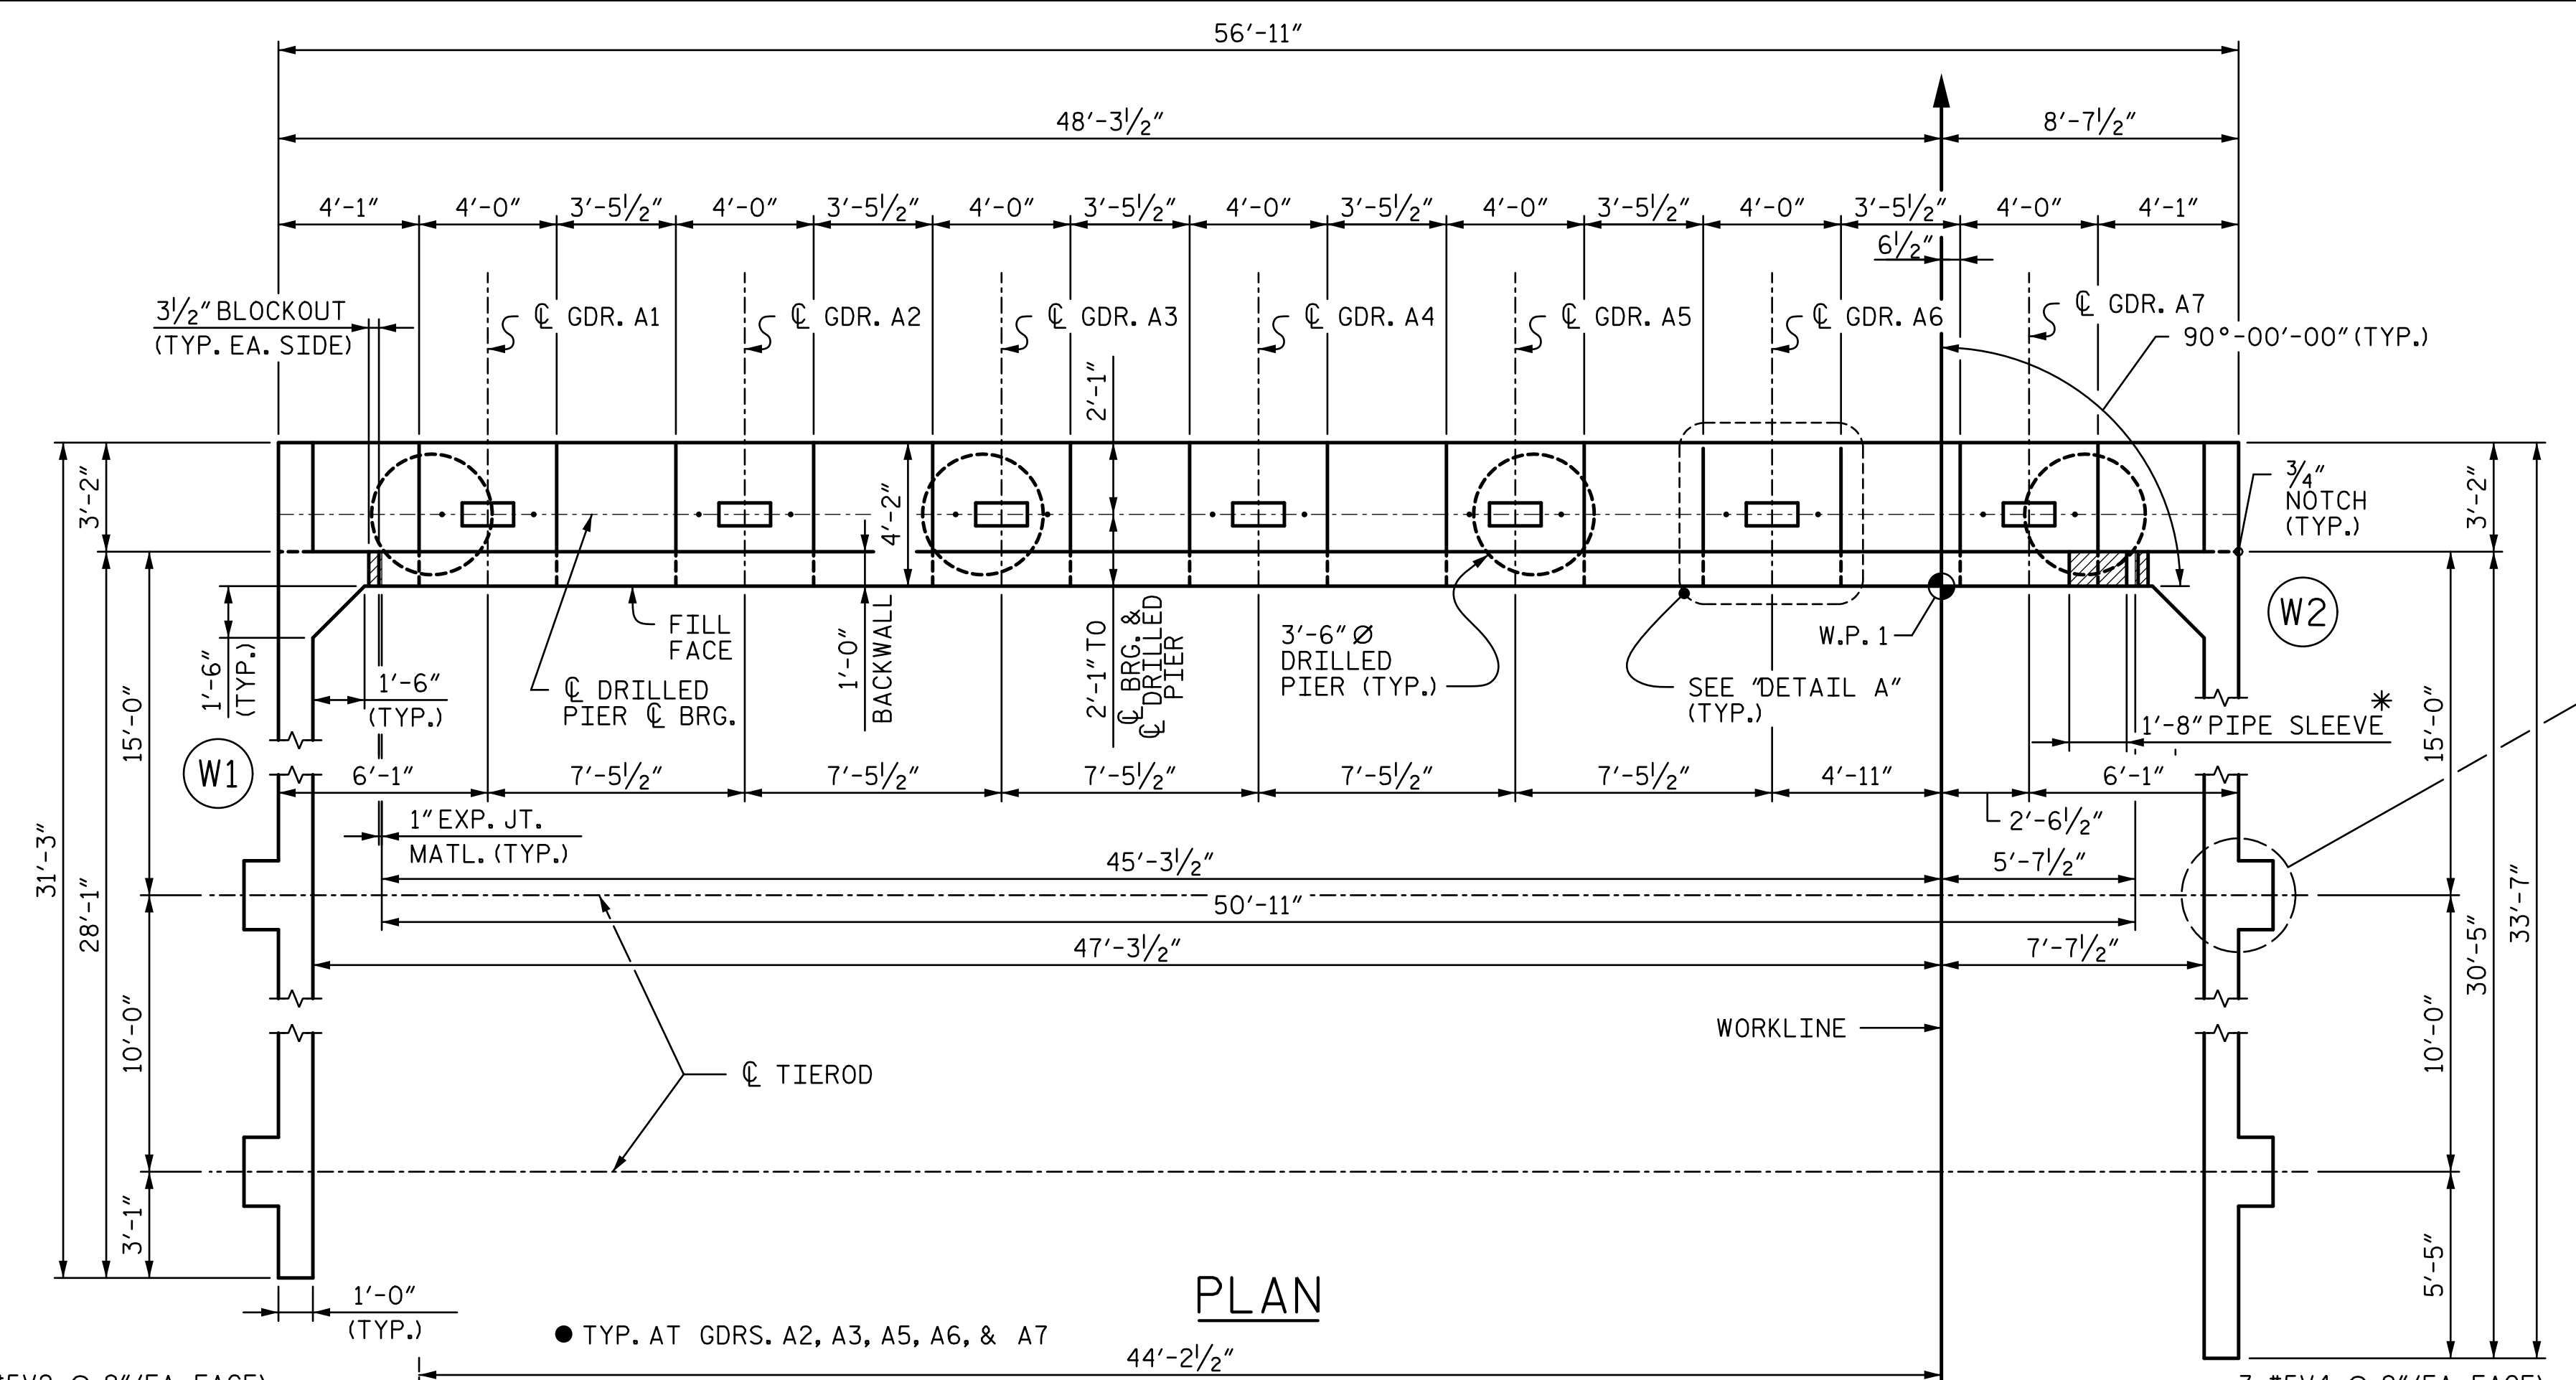 56'-11"
48'-3½"
8'-7½"
4'-1"
4'-0"
3'-5½"
4'-0"
3'-5½"
4'-0"
3'-5½"
4'-0"
3'-5½"
4'-0"
3'-5½"
4'-0"
3'-5½"
4'-0"
4'-1"
6½"
3½" BLOCKOUT
(TYP. EA. SIDE)
℄ GDR. A1
℄ GDR. A2
℄ GDR. A3
℄ GDR. A4
℄ GDR. A5
℄ GDR. A6
℄ GDR. A7
90°-00'-00" (TYP.)
2'-1"
3'-2"
4'-2"
3'-2"
¾"
NOTCH
(TYP.)
W2
FILL
FACE
1'-0"
BACKWALL
2'-1" TO
℄ BRG. &
℄ DRILLED
PIER
3'-6" Ø
DRILLED
PIER (TYP.)
W.P. 1
SEE "DETAIL A"
(TYP.)
1'-6"
(TYP.)
1'-6"
(TYP.)
℄ DRILLED
PIER ℄ BRG.
1'-8" PIPE SLEEVE *
15'-0"
15'-0"
W1
6'-1"
7'-5½"
7'-5½"
7'-5½"
7'-5½"
7'-5½"
4'-11"
6'-1"
2'-6½"
1" EXP. JT.
MATL. (TYP.)
45'-3½"
5'-7½"
50'-11"
47'-3½"
7'-7½"
31'-3"
28'-1"
33'-7"
30'-5"
10'-0"
10'-0"
WORKLINE
℄ TIEROD
3'-1"
5'-5"
1'-0"
(TYP.)
PLAN
● TYP. AT GDRS. A2, A3, A5, A6, & A7
44'-2½"